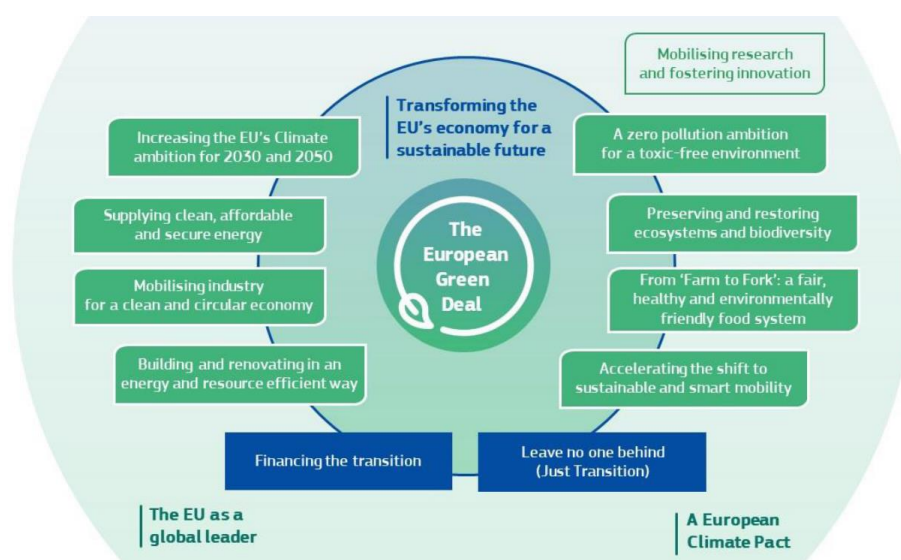 Mobilising research
and fostering innovation
Transforming the
EU's economy for a
sustainable future
Increasing the EU's Climate
ambition for 2030 and 2050
A zero pollution ambition
for a toxic-free environment
Supplying clean, affordable
and secure energy
Preserving and restoring
ecosystems and biodiversity
The
European
Green
Deal
Mobilising industry
for a clean and circular economy
From 'Farm to Fork': a fair,
healthy and environmentally
friendly food system
Building and renovating in an
energy and resource efficient way
Accelerating the shift to
sustainable and smart mobility
Financing the transition
Leave no one behind
(Just Transition)
The EU as a
global leader
A European
Climate Pact